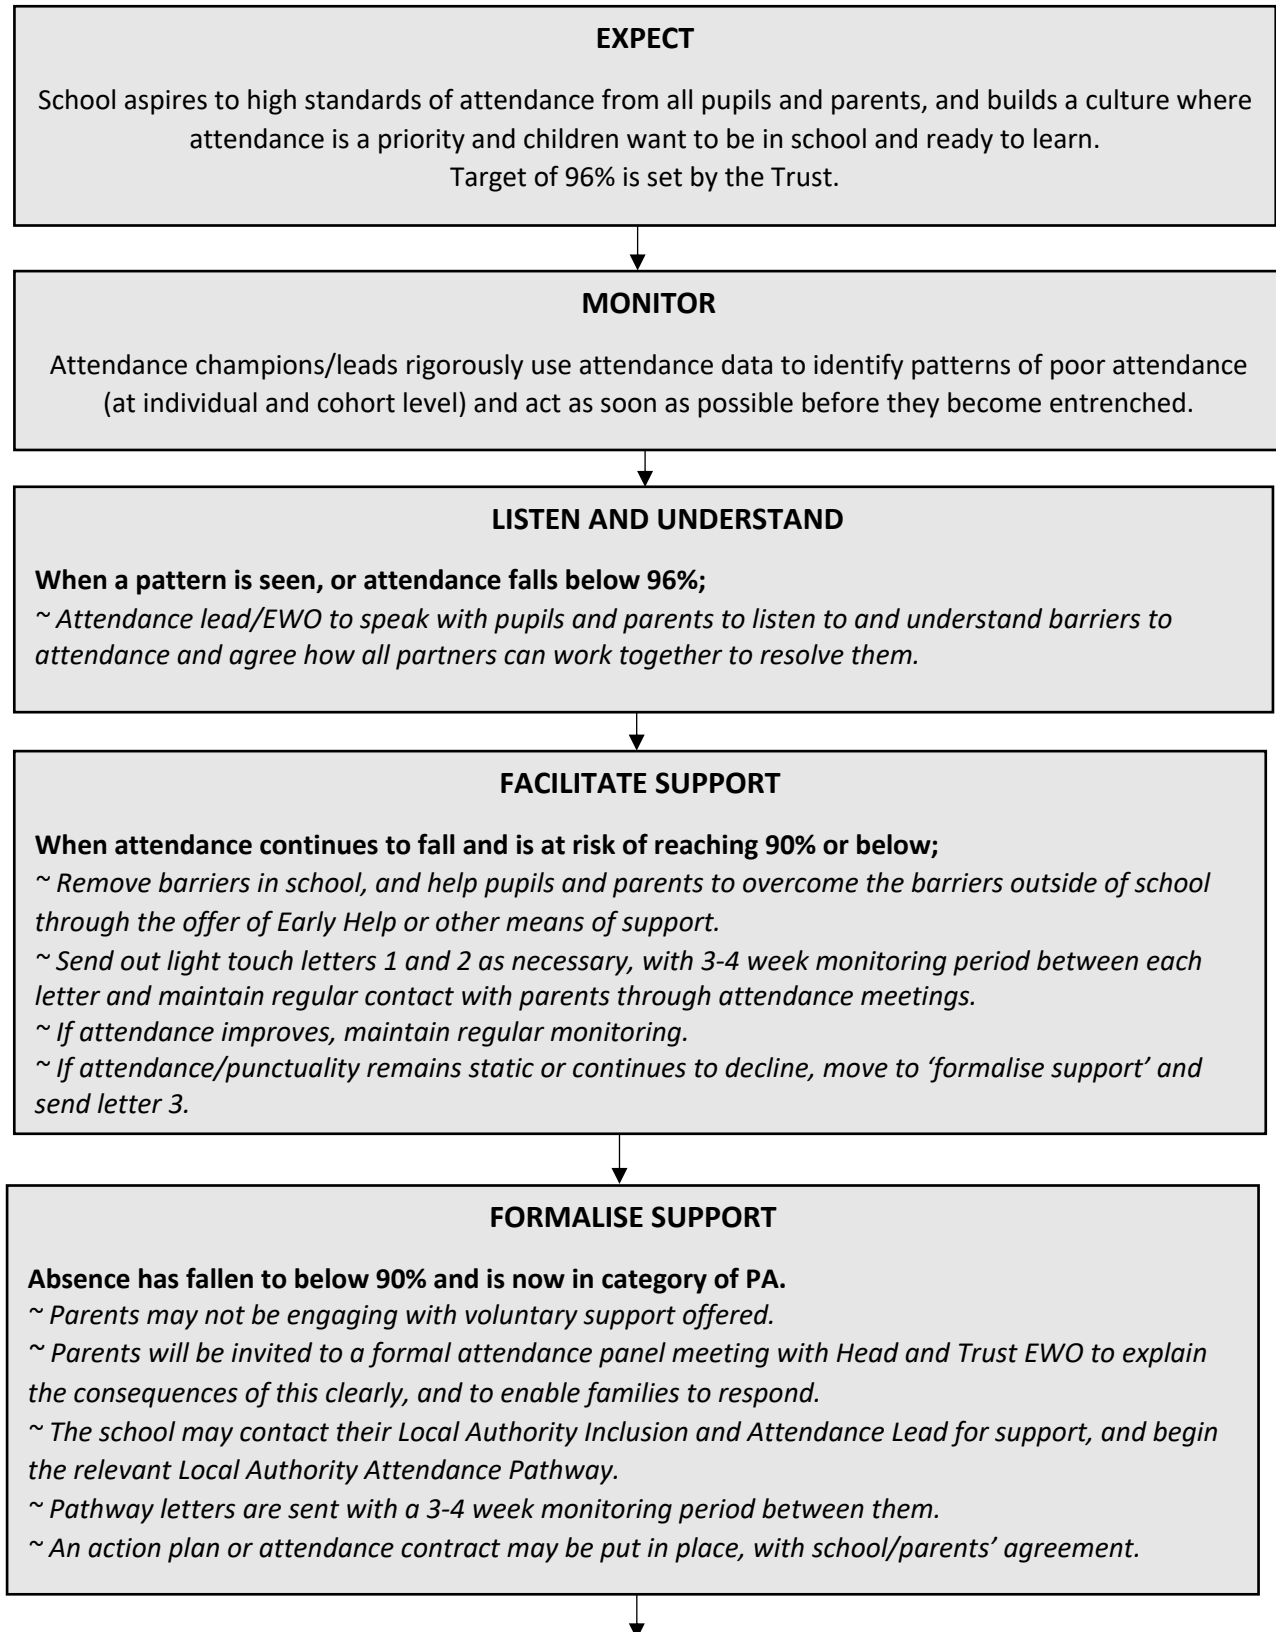 EXPECT
School aspires to high standards of attendance from all pupils and parents, and builds a culture where
attendance is a priority and children want to be in school and ready to learn.
Target of 96% is set by the Trust.
MONITOR
Attendance champions/leads rigorously use attendance data to identify patterns of poor attendance
(at individual and cohort level) and act as soon as possible before they become entrenched.
LISTEN AND UNDERSTAND
When a pattern is seen, or attendance falls below 96%;
~ Attendance lead/EWO to speak with pupils and parents to listen to and understand barriers to
attendance and agree how all partners can work together to resolve them.
FACILITATE SUPPORT
When attendance continues to fall and is at risk of reaching 90% or below;
~ Remove barriers in school, and help pupils and parents to overcome the barriers outside of school
through the offer of Early Help or other means of support.
~ Send out light touch letters 1 and 2 as necessary, with 3-4 week monitoring period between each
letter and maintain regular contact with parents through attendance meetings.
~ If attendance improves, maintain regular monitoring.
~ If attendance/punctuality remains static or continues to decline, move to ‘formalise support’ and
send letter 3.
FORMALISE SUPPORT
Absence has fallen to below 90% and is now in category of PA.
~ Parents may not be engaging with voluntary support offered.
~ Parents will be invited to a formal attendance panel meeting with Head and Trust EWO to explain
the consequences of this clearly, and to enable families to respond.
~ The school may contact their Local Authority Inclusion and Attendance Lead for support, and begin
the relevant Local Authority Attendance Pathway.
~ Pathway letters are sent with a 3-4 week monitoring period between them.
~ An action plan or attendance contract may be put in place, with school/parents’ agreement.